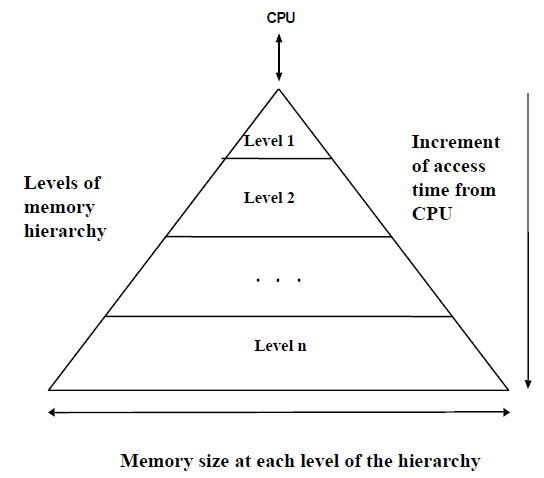 CPU
Level 1
Increment
of access
time from
CPU
Levels of
memory
hierarchy
Level 2
. . .
Level n
Memory size at each level of the hierarchy